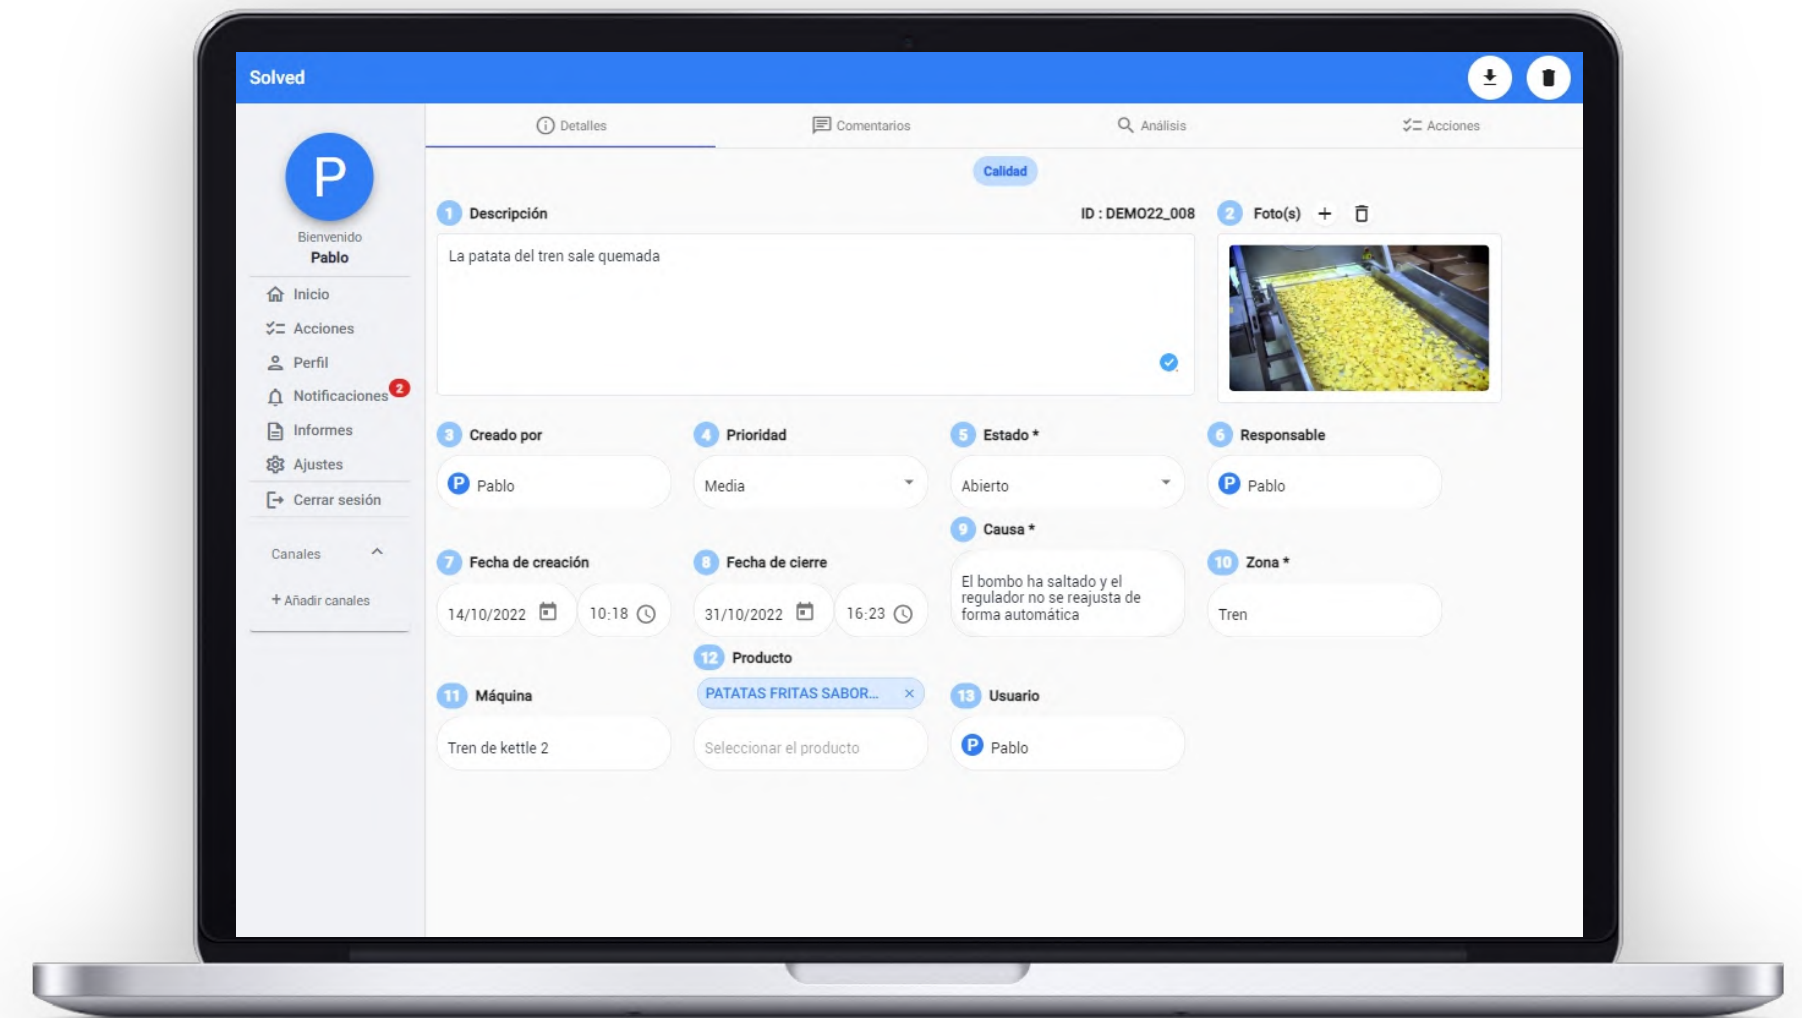 Solved
Detalles
Comentarios
Análisis
Acciones
P
Bienvenido
Pablo
Inicio
Acciones
Perfil
Notificaciones 2
Informes
Ajustes
Cerrar sesión
Canales
+ Añadir canales
Calidad
1 Descripción
ID : DEMO22_008
2 Foto(s) +
La patata del tren sale quemada
3 Creado por
4 Prioridad
5 Estado *
6 Responsable
P Pablo
Media
Abierto
P Pablo
7 Fecha de creación
14/10/2022
10:18
8 Fecha de cierre
31/10/2022
16:23
9 Causa *
El bombo ha saltado y el
regulador no se reajusta de
forma automática
10 Zona *
Tren
11 Máquina
Tren de kettle 2
12 Producto
PATATAS FRITAS SABOR... ×
Seleccionar el producto
13 Usuario
P Pablo